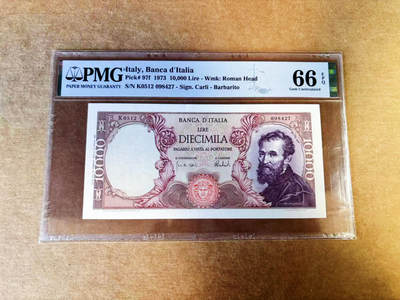 PMG
PAPER MONEY GUARANTY
Italy, Banca d'Italia
Pick# 97f 1973 10,000 Lire - Wmk: Roman Head
S/N K0512 098427 - Sign. Carli - Barbarito
66 EPQ
Gem Uncirculated
K0512 098427
BANCA D'ITALIA
LIRE
DIECIMILA
PAGABILI A VISTA AL PORTATORE
10000
10000